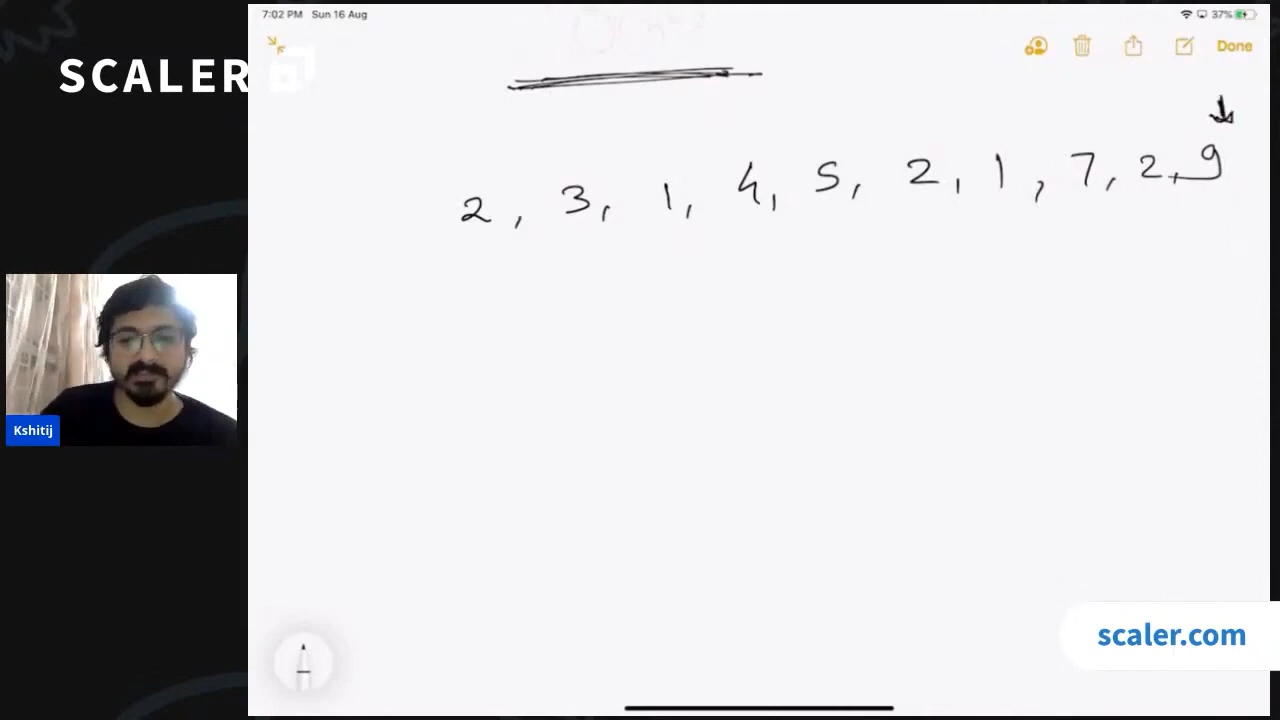 7:02 PM Sun 16 Aug
37%
SCALER
Done
2, 3, 1, 4, 5, 2, 1, 7, 2, 9
Kshitij
scaler.com